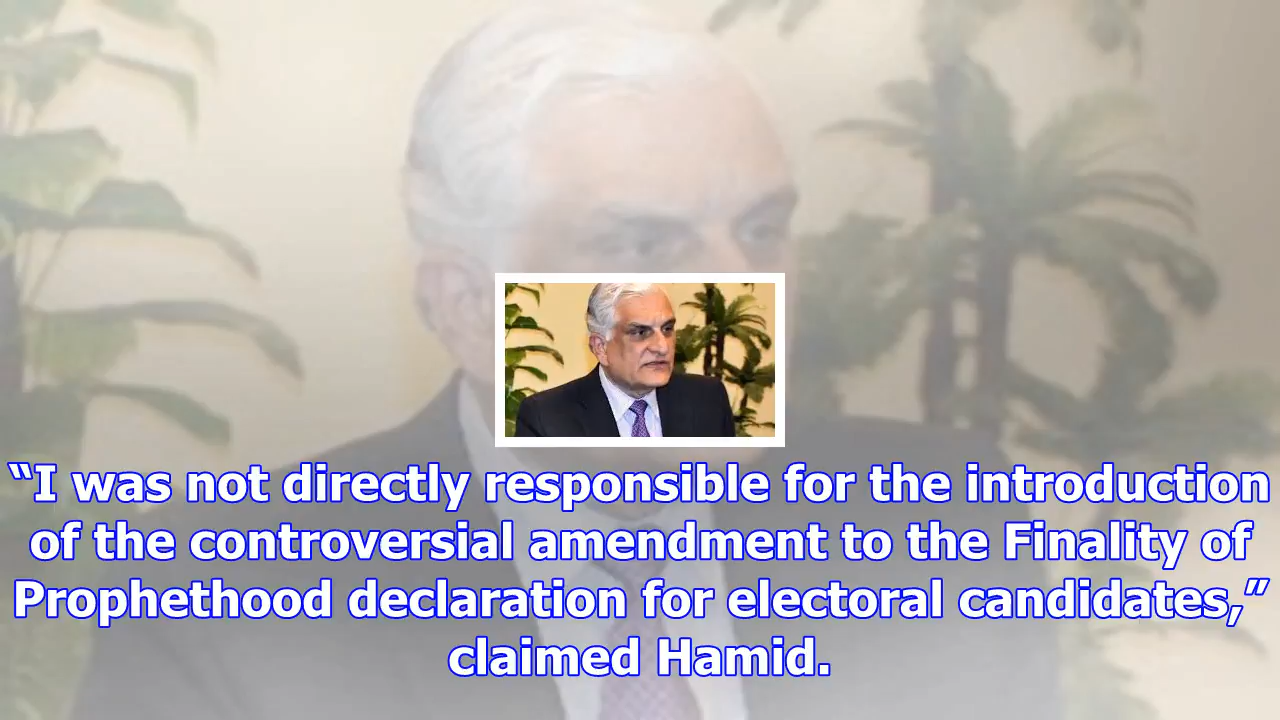 “I was not directly responsible for the introduction
of the controversial amendment to the Finality of
Prophethood declaration for electoral candidates,”
claimed Hamid.